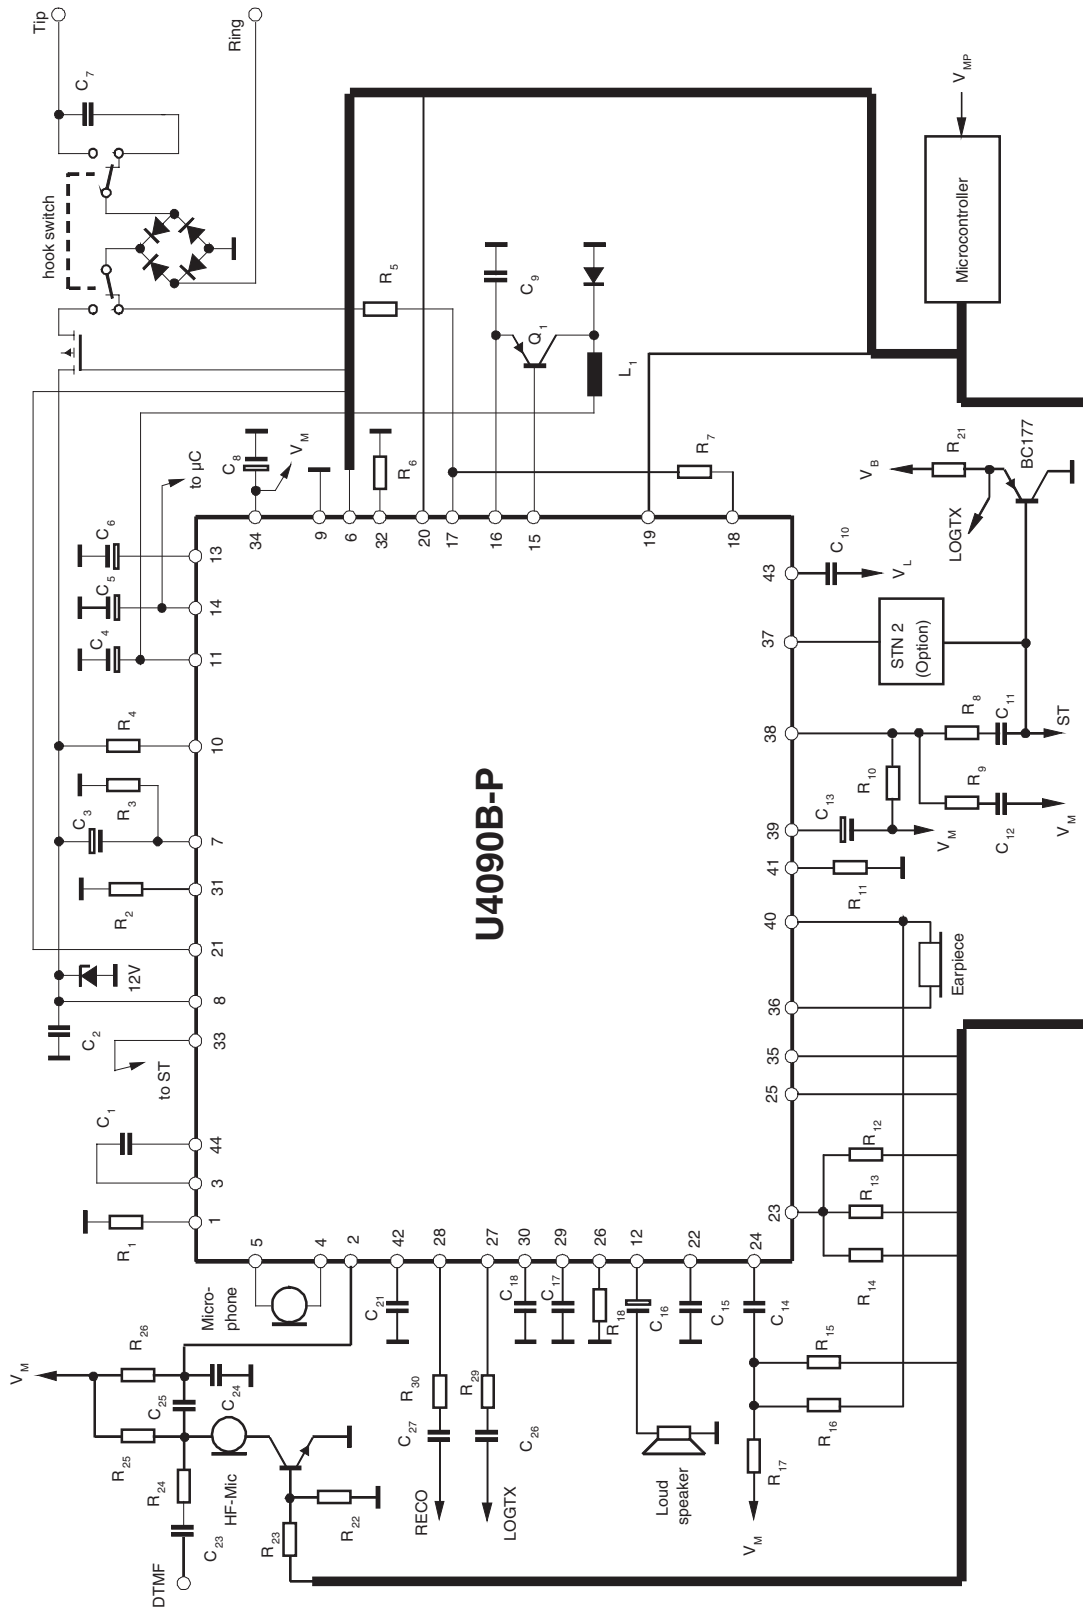 Tip
C7
Ring
hook switch
R5
C9
Q1
L1
VMP
Microcontroller
to µC
C8
VM
R6
R7
VB
R21
BC177
LOGTX
C6
C5
C4
34
9
6
32
20
17
16
15
19
18
13
14
11
10
7
31
21
8
33
44
3
1
R4
R3
C3
R2
12V
C2
to ST
C1
R1
U4090B-P
43
37
38
39
41
40
36
35
25
23
24
C10
VL
STN 2
(Option)
R8
C11
ST
R10
R9
C13
VM
C12
VM
R11
Earpiece
R12
R13
R14
5
4
2
42
28
27
30
29
26
12
22
Micro-
phone
C21
C18
C17
R18
C16
C15
C14
R15
R16
R17
VM
VM
R26
C25
C24
R25
R24
HF-Mic
C23
DTMF
R23
R22
R30
C27
RECO
R29
C26
LOGTX
Loud
speaker